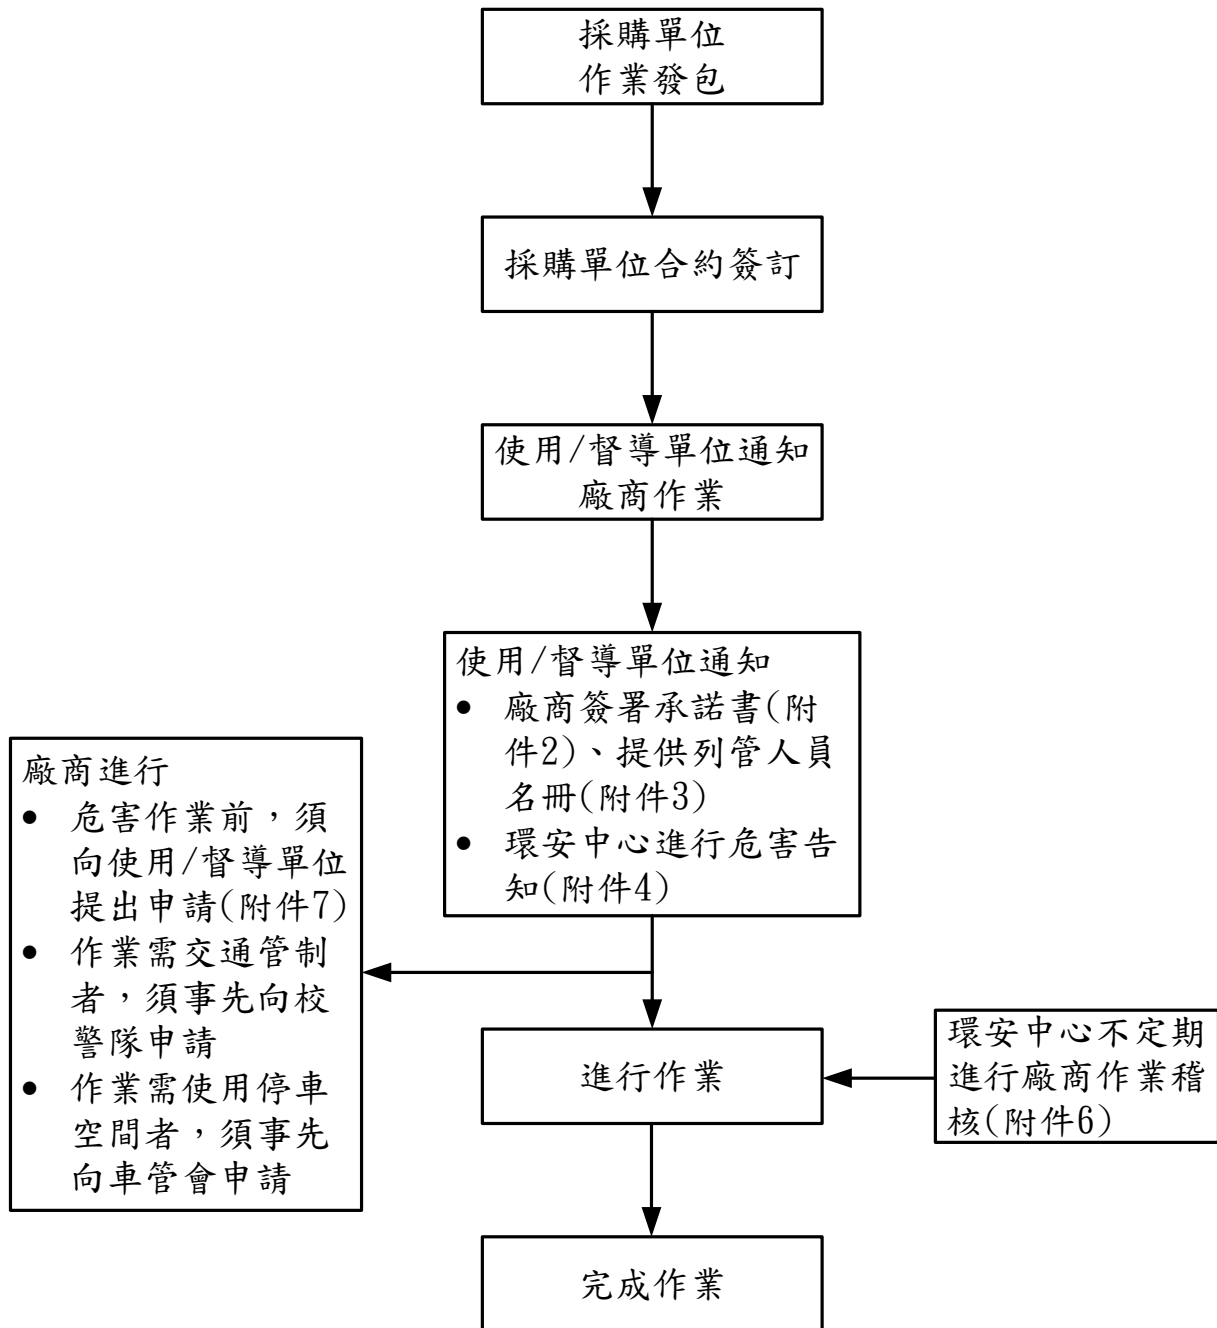 採購單位
作業發包
採購單位合約簽訂
使用/督導單位通知
廠商作業
使用/督導單位通知
• 廠商簽署承諾書(附
件2)、提供列管人員
名冊(附件3)
• 環安中心進行危害告
知(附件4)
廠商進行
• 危害作業前，須
向使用/督導單位
提出申請(附件7)
• 作業需交通管制
者，須事先向校
警隊申請
• 作業需使用停車
空間者，須事先
向車管會申請
進行作業
環安中心不定期
進行廠商作業稽
核(附件6)
完成作業